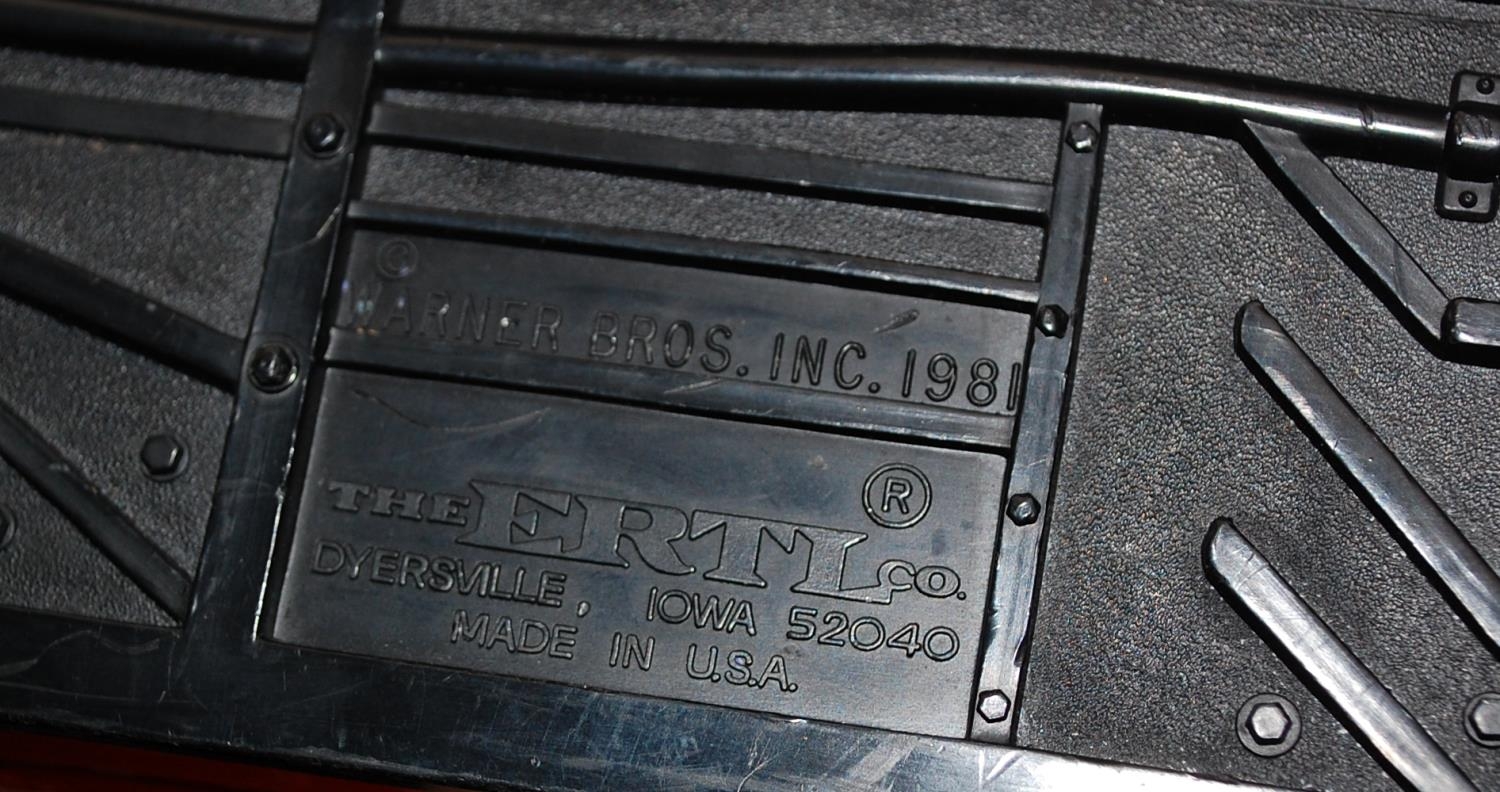 ©
WARNER BROS. INC. 1981
THE ERTL CO. ®
DYERSVILLE, IOWA 52040
MADE IN U.S.A.